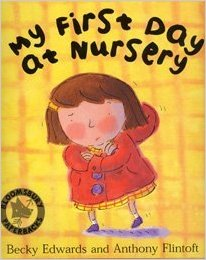 My First Day
at Nursery
BLOOMSBURY
PAPERBACKS
Becky Edwards and Anthony Flintoft